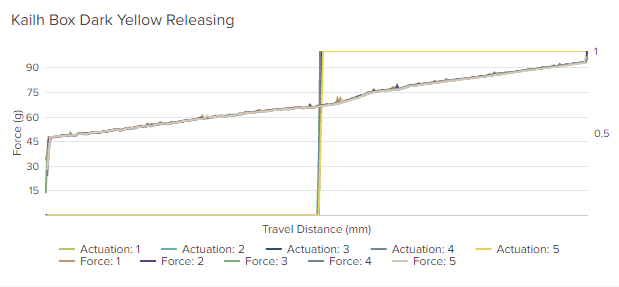 Kailh Box Dark Yellow Releasing
1
90
75
60
0.5
45
30
15
Force (g)
Travel Distance (mm)
Actuation: 1 Actuation: 2 Actuation: 3 Actuation: 4 Actuation: 5
Force: 1 Force: 2 Force: 3 Force: 4 Force: 5